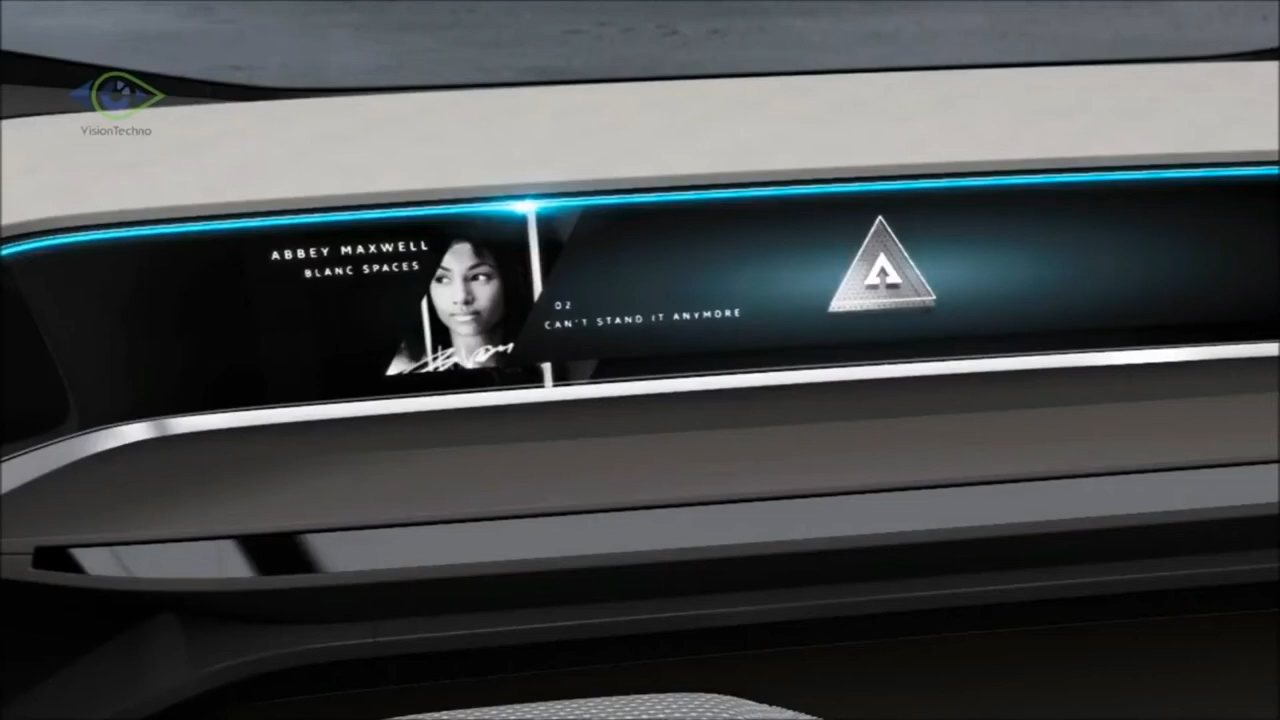 VisionTechno
ABBEY MAXWELL
BLANC SPACES
02
CAN'T STAND IT ANYMORE